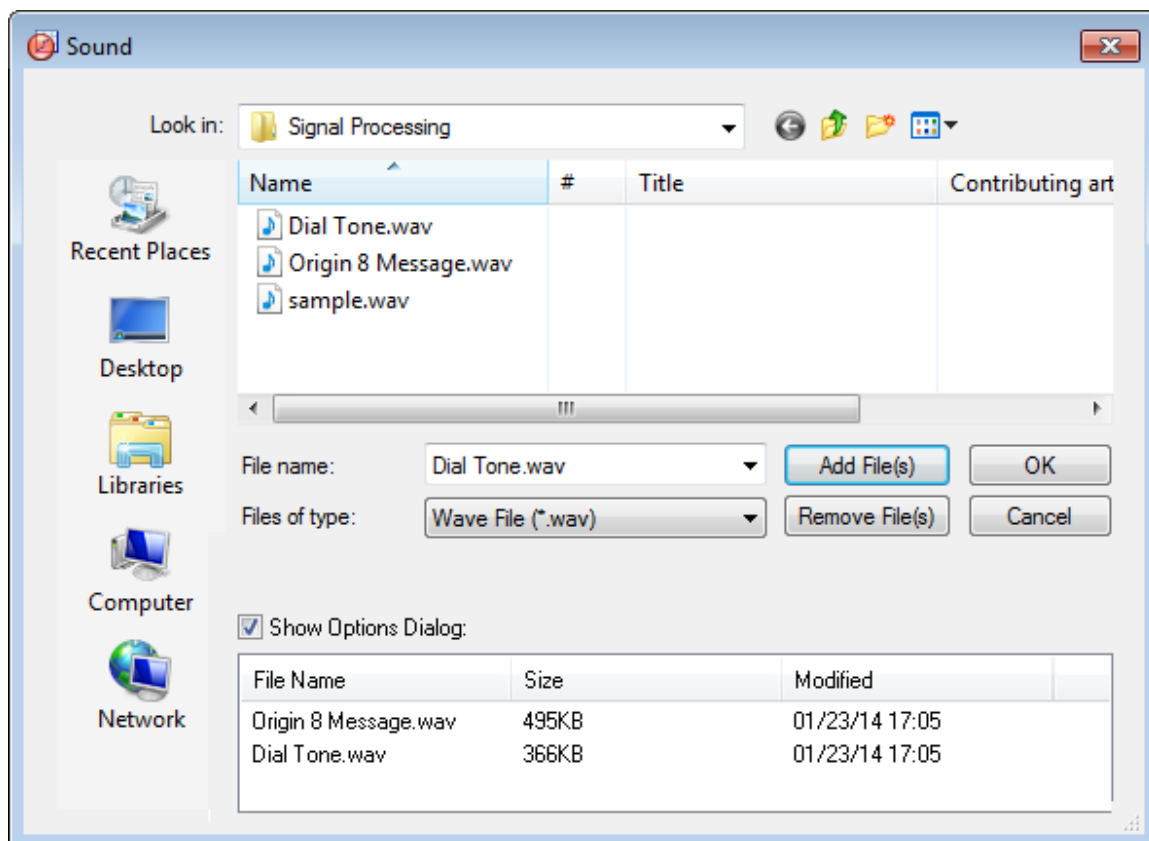 Sound
Look in: Signal Processing
Name # Title Contributing art
Dial Tone.wav
Origin 8 Message.wav
sample.wav
Recent Places
Desktop
Libraries
Computer
Network
File name: Dial Tone.wav Add File(s) OK
Files of type: Wave File (*.wav) Remove File(s) Cancel
Show Options Dialog:
File Name Size Modified
Origin 8 Message.wav 495KB 01/23/14 17:05
Dial Tone.wav 366KB 01/23/14 17:05